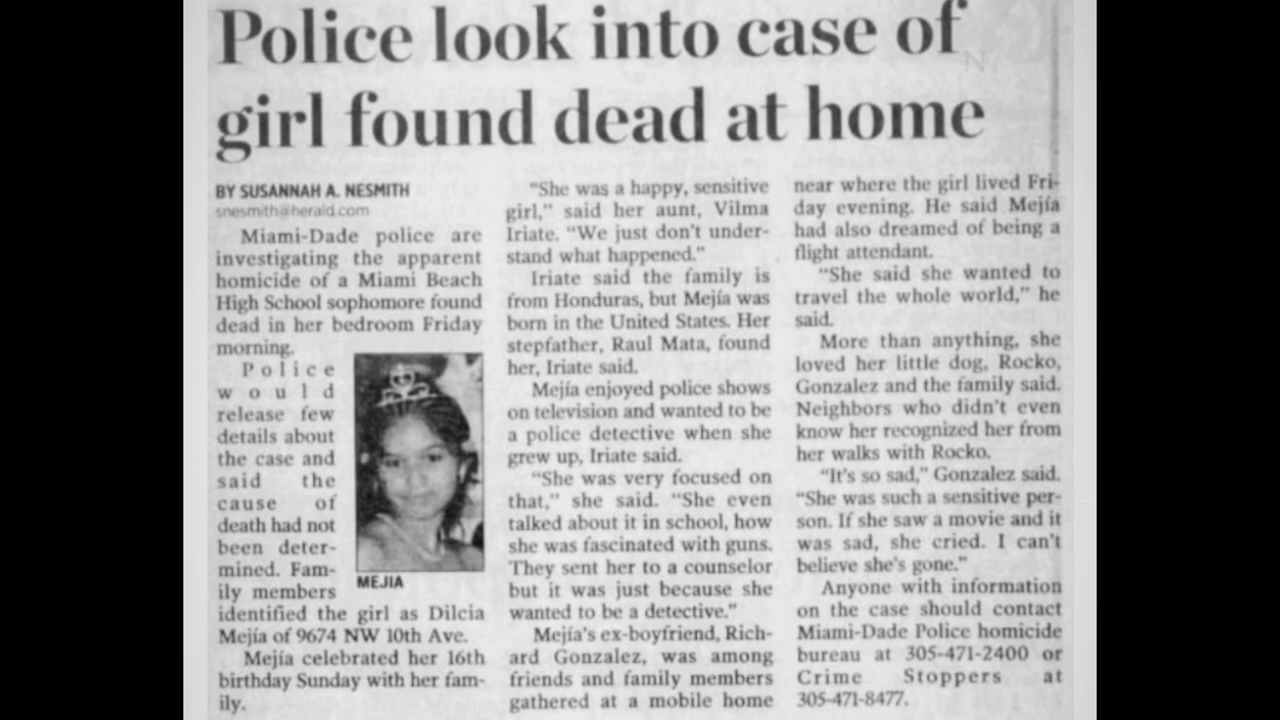 Police look into case of
girl found dead at home
BY SUSANNAH A. NESMITH
snesmith@herald.com
Miami-Dade police are
investigating the apparent
homicide of a Miami Beach
High School sophomore found
dead in her bedroom Friday
morning.
Police
would
release few
details about
the case and
said the
cause of
death had not
been deter-
mined. Fam-
ily members
identified the girl as Dilcia
Mejía of 9674 NW 10th Ave.
Mejía celebrated her 16th
birthday Sunday with her fam-
ily.
MEJIA
"She was a happy, sensitive
girl," said her aunt, Vilma
Iriate. "We just don't under-
stand what happened."
Iriate said the family is
from Honduras, but Mejía was
born in the United States. Her
stepfather, Raul Mata, found
her, Iriate said.
Mejía enjoyed police shows
on television and wanted to be
a police detective when she
grew up, Iriate said.
"She was very focused on
that," she said. "She even
talked about it in school, how
she was fascinated with guns.
They sent her to a counselor
but it was just because she
wanted to be a detective."
Mejía's ex-boyfriend, Rich-
ard Gonzalez, was among
friends and family members
gathered at a mobile home
near where the girl lived Fri-
day evening. He said Mejía
had also dreamed of being a
flight attendant.
"She said she wanted to
travel the whole world," he
said.
More than anything, she
loved her little dog, Rocko,
Gonzalez and the family said.
Neighbors who didn't even
know her recognized her from
her walks with Rocko.
"It's so sad," Gonzalez said.
"She was such a sensitive per-
son. If she saw a movie and it
was sad, she cried. I can't
believe she's gone."
Anyone with information
on the case should contact
Miami-Dade Police homicide
bureau at 305-471-2400 or
Crime Stoppers at
305-471-8477.